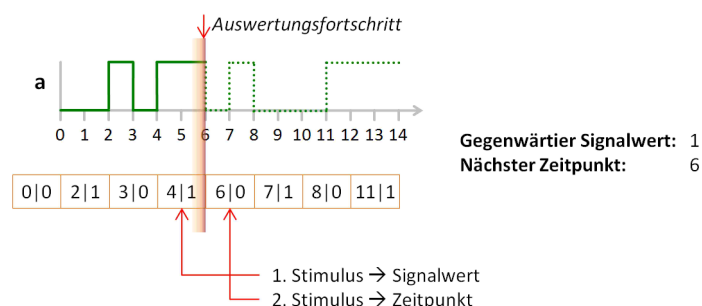 Auswertungsfortschritt
a
0 1 2 3 4 5 6 7 8 9 10 11 12 13 14
Gegenwärtier Signalwert: 1
Nächster Zeitpunkt: 6
0|0 2|1 3|0 4|1 6|0 7|1 8|0 11|1
1. Stimulus → Signalwert
2. Stimulus → Zeitpunkt